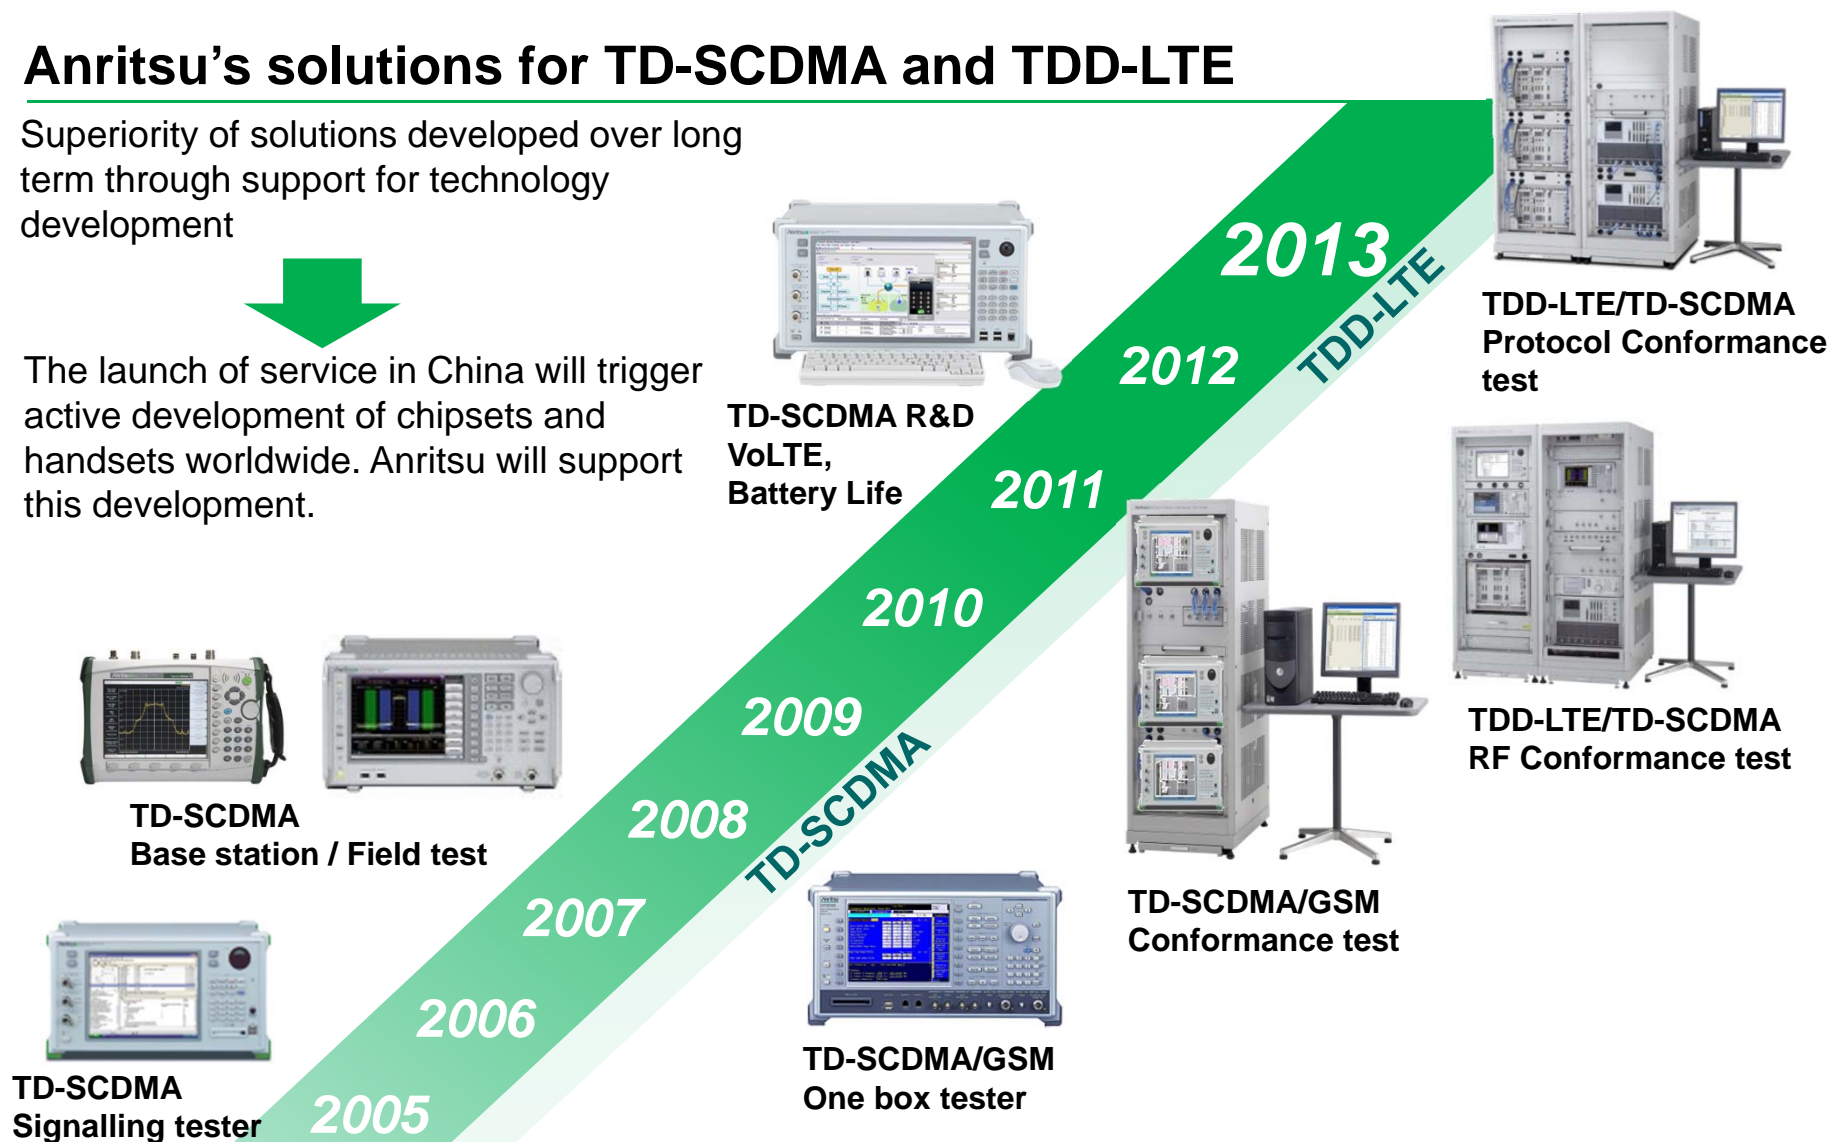 Anritsu’s solutions for TD-SCDMA and TDD-LTE
Superiority of solutions developed over long
term through support for technology
development
The launch of service in China will trigger
active development of chipsets and
handsets worldwide. Anritsu will support
this development.
2013
2012
2011
2010
2009
2008
2007
2006
2005
TDD-LTE
TD-SCDMA
TDD-LTE/TD-SCDMA
Protocol Conformance
test
TD-SCDMA R&D
VoLTE,
Battery Life
TDD-LTE/TD-SCDMA
RF Conformance test
TD-SCDMA
Base station / Field test
TD-SCDMA/GSM
Conformance test
TD-SCDMA/GSM
One box tester
TD-SCDMA
Signalling tester